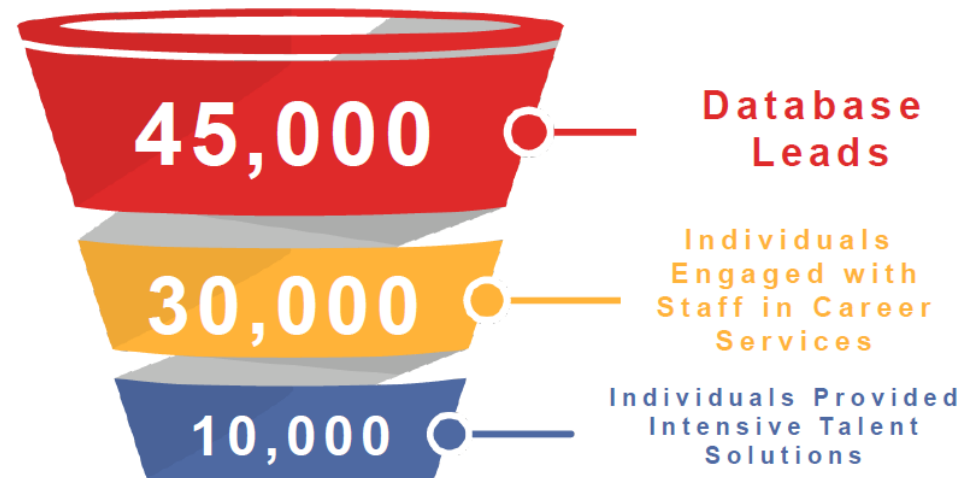 45,000
Database
Leads
30,000
Individuals
Engaged with
Staff in Career
Services
10,000
Individuals Provided
Intensive Talent
Solutions